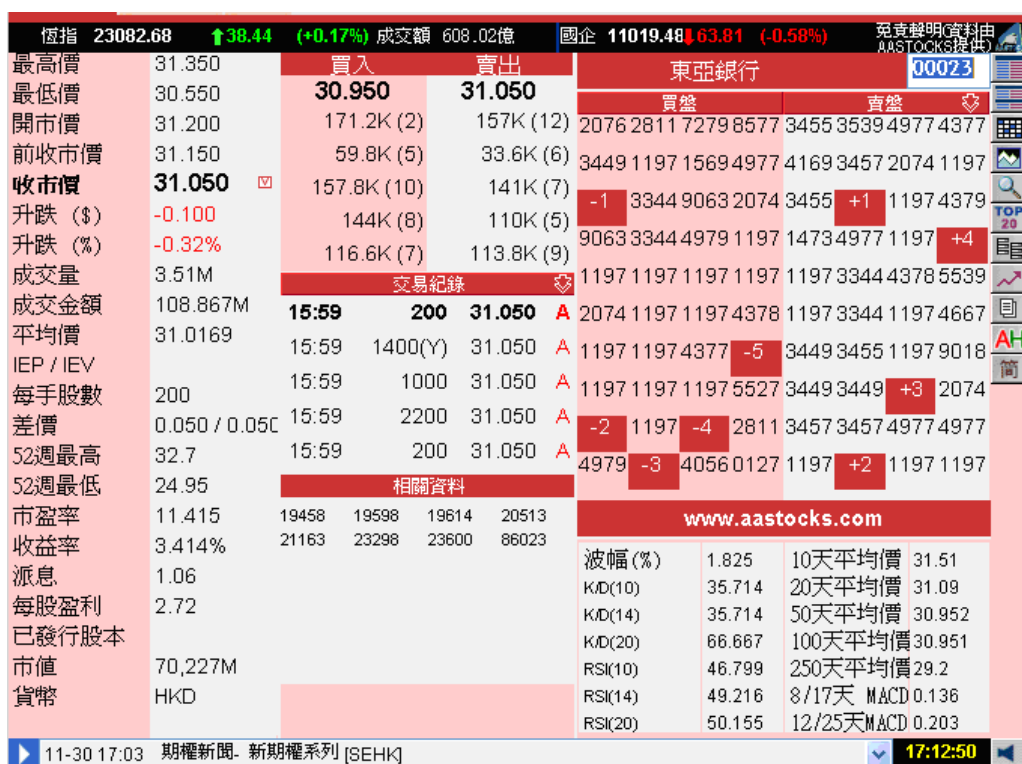 恆指 23082.68 38.44 (+0.17%) 成交額 608.02億 國企 11019.48 63.81 (-0.58%) 免責聲明(資料由AASTOCKS提供)
最高價 31.350
最低價 30.550
開市價 31.200
前收市價 31.150
收市價 31.050 V
升跌 ($) -0.100
升跌 (%) -0.32%
成交量 3.51M
成交金額 108.867M
平均價 31.0169
IEP / IEV
每手股數 200
差價 0.050 / 0.050
52週最高 32.7
52週最低 24.95
市盈率 11.415
收益率 3.414%
派息 1.06
每股盈利 2.72
已發行股本
市值 70,227M
貨幣 HKD
買入 賣出
30.950 31.050
171.2K (2) 157K (12)
59.8K (5) 33.6K (6)
157.8K (10) 141K (7)
144K (8) 110K (5)
116.6K (7) 113.8K (9)
交易紀錄
15:59 200 31.050 A
15:59 1400(Y) 31.050 A
15:59 1000 31.050 A
15:59 2200 31.050 A
15:59 200 31.050 A
相關資料
19458 19598 19614 20513
21163 23298 23600 86023
東亞銀行 00023
買盤 賣盤
2076 2811 7279 8577 3455 3539 4977 4377
3449 1197 1569 4977 4169 3457 2074 1197
-1 3344 9063 2074 3455 +1 1197 4379
9063 3344 4979 1197 1473 4977 1197 +4
1197 1197 1197 1197 1197 3344 4378 5539
2074 1197 1197 4378 1197 3344 1197 4667
1197 1197 4377 -5 3449 3455 1197 9018
1197 1197 1197 5527 3449 3449 +3 2074
-2 1197 -4 2811 3457 3457 4977 4977
4979 -3 4056 0127 1197 +2 1197 1197
www.aastocks.com
波幅(%) 1.825 10天平均價 31.51
K/D(10) 35.714 20天平均價 31.09
K/D(14) 35.714 50天平均價 30.952
K/D(20) 66.667 100天平均價 30.951
RSI(10) 46.799 250天平均價 29.2
RSI(14) 49.216 8/17天 MACD 0.136
RSI(20) 50.155 12/25天MACD 0.203
TOP 20
AH
简
11-30 17:03 期權新聞- 新期權系列 [SEHK] 17:12:50